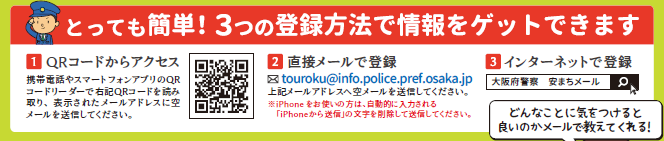 とっても簡単！3つの登録方法で情報をゲットできます
1 QRコードからアクセス
携帯電話やスマートフォンアプリのQR
コードリーダーで右記QRコードを読み
取り、表示されたメールアドレスに空
メールを送信してください。
2 直接メールで登録
touroku@info.police.pref.osaka.jp
上記メールアドレスへ空メールを送信してください。
※iPhoneをお使いの方は、自動的に入力される
「iPhoneから送信」の文字を削除して送信してください。
3 インターネットで登録
大阪府警察 安まちメール
どんなことに気をつけると
良いのかメールで教えてくれる！